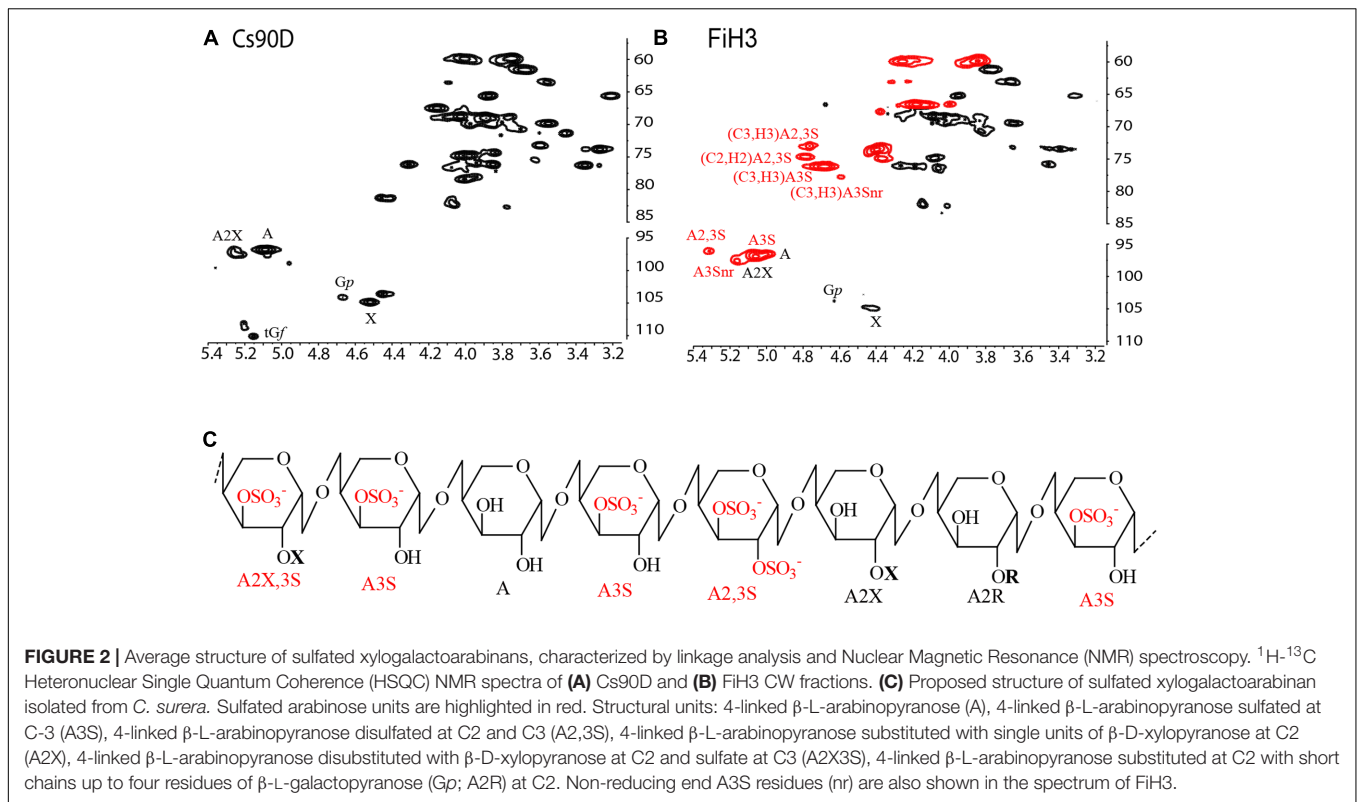 A Cs90D
B FiH3
60
65
70
75
80
85
95
100
105
110
A2X
A
Gp
X
tGf
5.4 5.2 5.0 4.8 4.6 4.4 4.2 4.0 3.8 3.6 3.4 3.2
60
65
70
75
80
85
95
100
105
110
(C3,H3)A2,3S
(C2,H2)A2,3S
(C3,H3)A3S
(C3,H3)A3Snr
A2,3S
A3S
A
A3Snr
A2X
Gp
X
5.4 5.2 5.0 4.8 4.6 4.4 4.2 4.0 3.8 3.6 3.4 3.2
C
O O O O O O O O
OSO₃⁻ OSO₃⁻ OH OSO₃⁻ OSO₃⁻ OH OH OSO₃⁻
O O O O O O O
OX OH OH OH OSO₃⁻ OX OR OH
A2X,3S A3S A A3S A2,3S A2X A2R A3S
FIGURE 2 | Average structure of sulfated xylogalactoarabinans, characterized by linkage analysis and Nuclear Magnetic Resonance (NMR) spectroscopy. ¹H-¹³C
Heteronuclear Single Quantum Coherence (HSQC) NMR spectra of (A) Cs90D and (B) FiH3 CW fractions. (C) Proposed structure of sulfated xylogalactoarabinan
isolated from C. surera. Sulfated arabinose units are highlighted in red. Structural units: 4-linked β-L-arabinopyranose (A), 4-linked β-L-arabinopyranose sulfated at
C-3 (A3S), 4-linked β-L-arabinopyranose disulfated at C2 and C3 (A2,3S), 4-linked β-L-arabinopyranose substituted with single units of β-D-xylopyranose at C2
(A2X), 4-linked β-L-arabinopyranose disubstituted with β-D-xylopyranose at C2 and sulfate at C3 (A2X3S), 4-linked β-L-arabinopyranose substituted at C2 with short
chains up to four residues of β-L-galactopyranose (Gp; A2R) at C2. Non-reducing end A3S residues (nr) are also shown in the spectrum of FiH3.